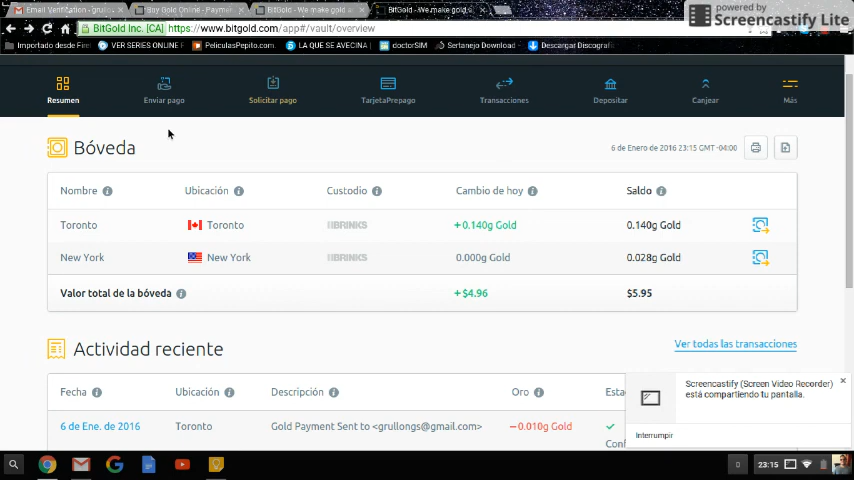 Email Verification - grullo
Buy Gold Online - Paymen
BitGold - We make gold a
BitGold - We make gold
powered by
Screencastify Lite
BitGold Inc. [CA] https://www.bitgold.com/app#/vault/overview
Importado desde Firef VER SERIES ONLINE PeliculasPepito.com/ LA QUE SE AVECINA doctorSIM Sertanejo Download Descargar Discografi
Resumen Enviar pago Solicitar pago TarjetaPrepago Transacciones Depositar Canjear Más
Bóveda
6 de Enero de 2016 23:15 GMT -04:00
Nombre Ubicación Custodio Cambio de hoy Saldo
Toronto Toronto BRINKS +0.140g Gold 0.140g Gold
New York New York BRINKS 0.000g Gold 0.028g Gold
Valor total de la bóveda +$4.96 $5.95
Actividad reciente
Ver todas las transacciones
Fecha Ubicación Descripción Oro Esta
6 de Ene. de 2016 Toronto Gold Payment Sent to <grullongs@gmail.com> −0.010g Gold
Conf
Screencastify (Screen Video Recorder)
está compartiendo tu pantalla.
Interrumpir
0 23:15